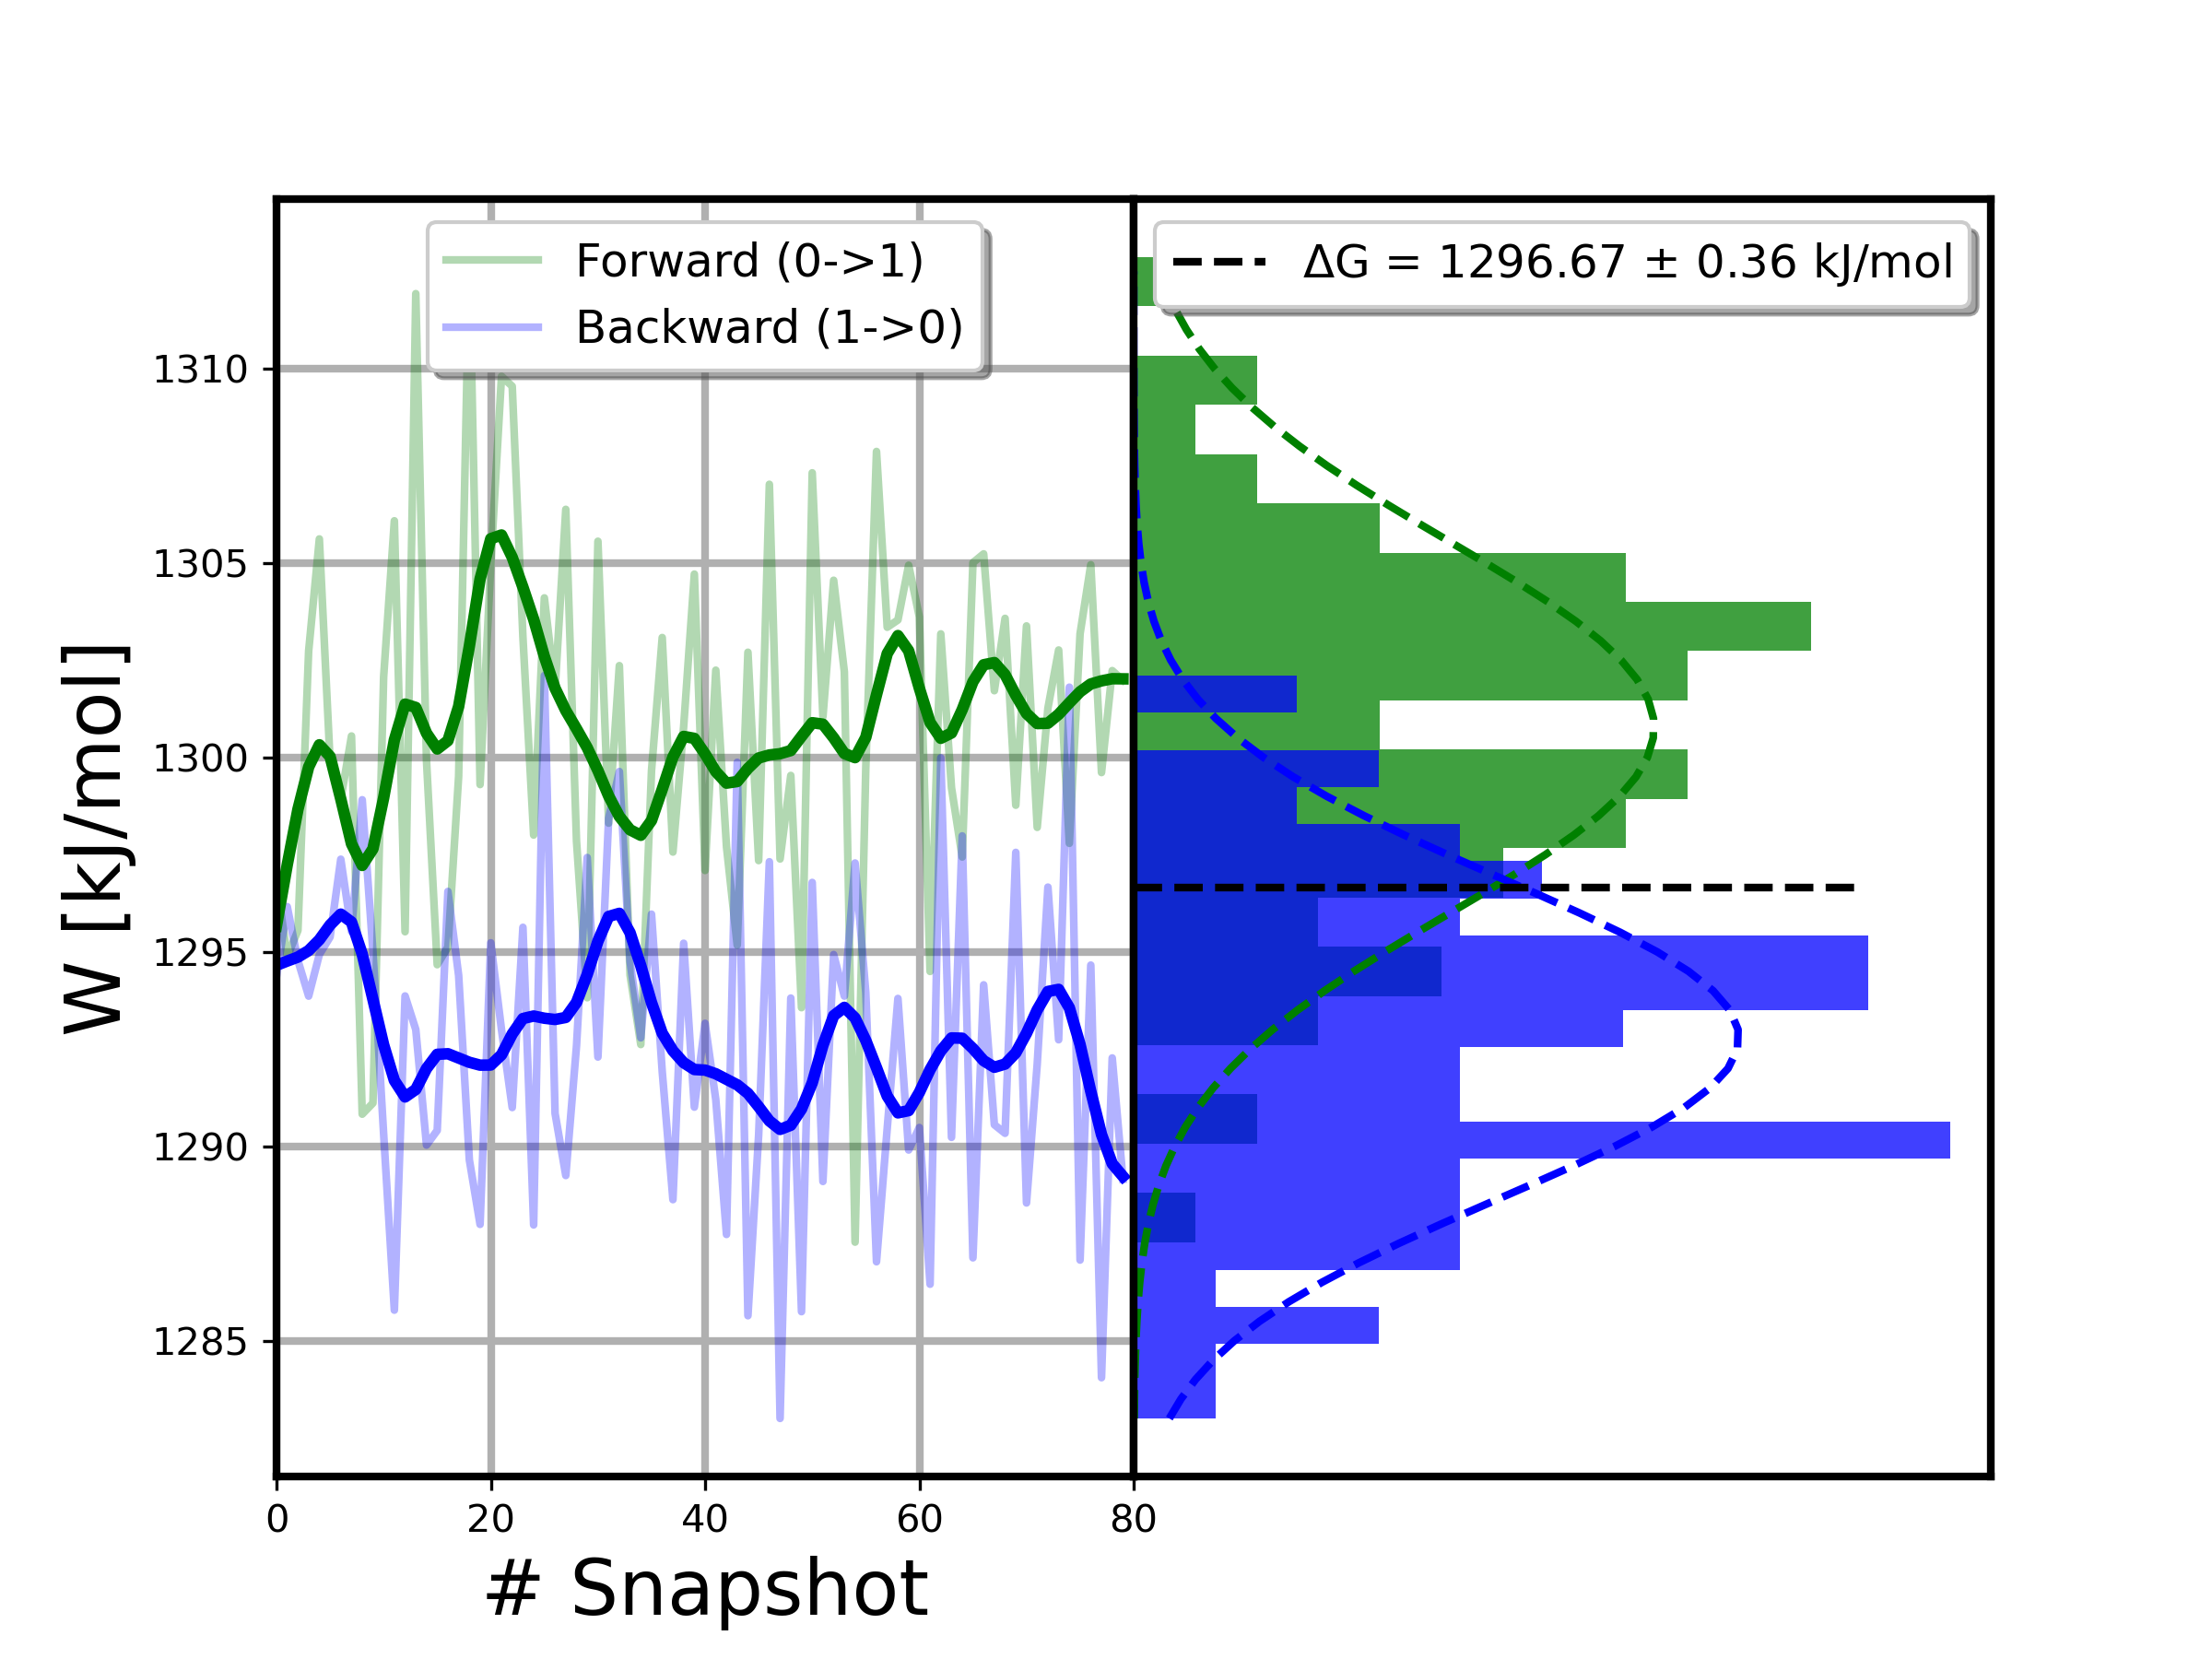 Forward (0->1)
Backward (1->0)
ΔG = 1296.67 ± 0.36 kJ/mol
W [kJ/mol]
1310
1305
1300
1295
1290
1285
0 20 40 60 80
# Snapshot